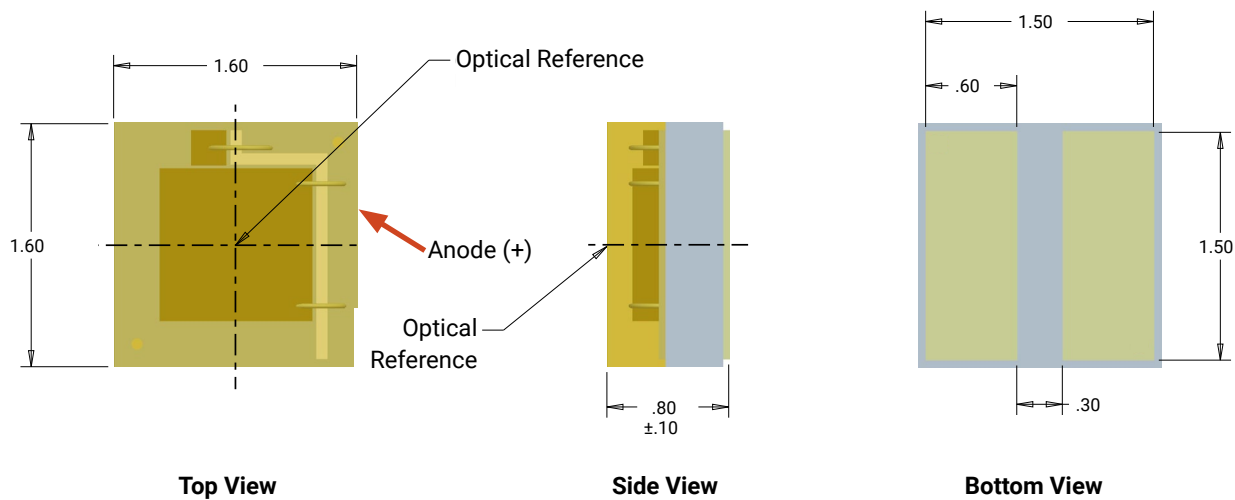 1.60
Optical Reference
1.60
Anode (+)
Top View
Optical
Reference
.80
±.10
Side View
1.50
.60
1.50
.30
Bottom View